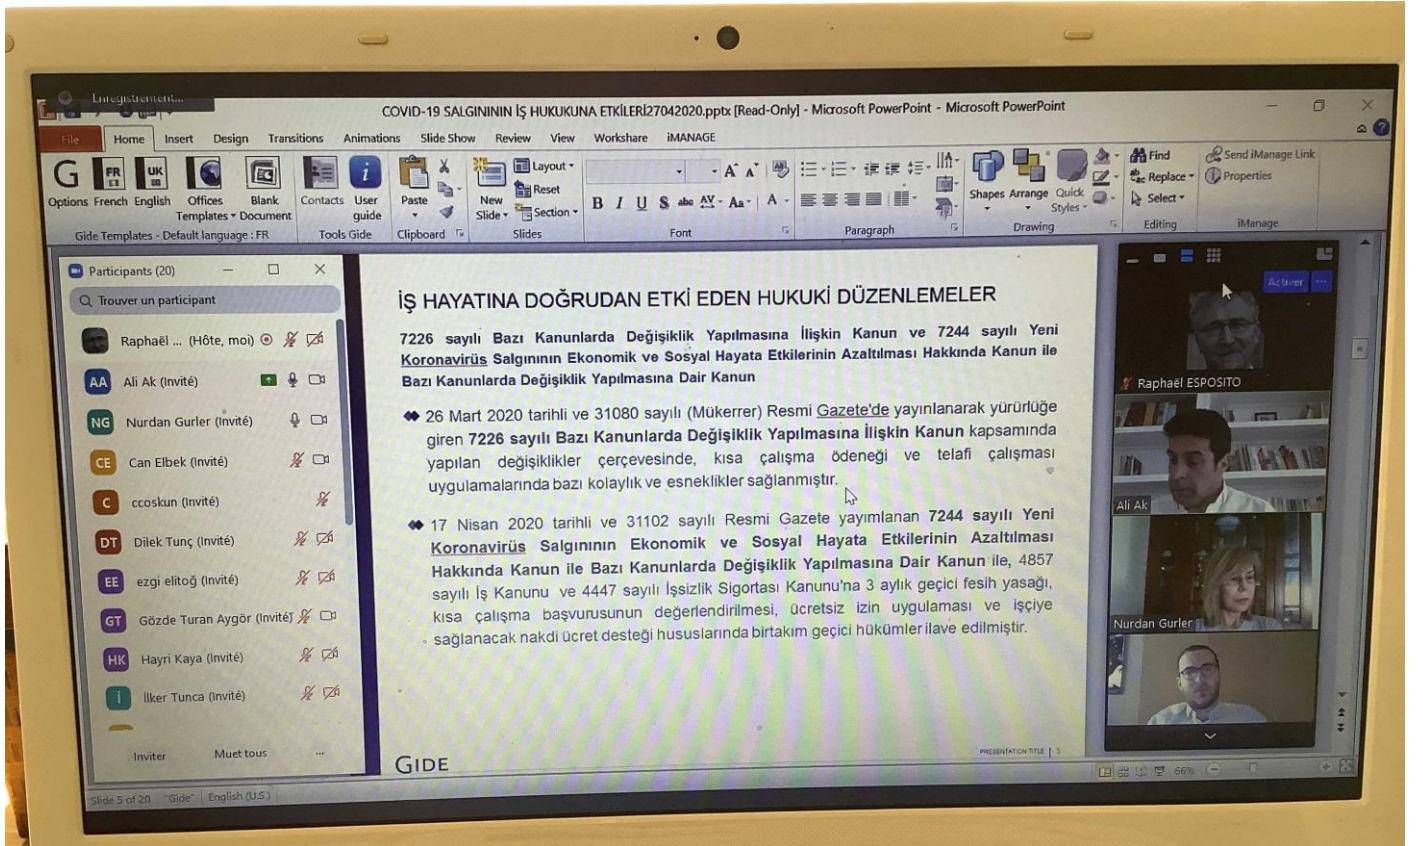 Enregistrement...
COVID-19 SALGINININ İŞ HUKUKUNA ETKİLERİ27042020.pptx [Read-Only] - Microsoft PowerPoint - Microsoft PowerPoint
File Home Insert Design Transitions Animations Slide Show Review View Workshare iMANAGE
FR UK
Options French English Offices Templates Blank Document Contacts User guide Paste New Slide Layout Reset Section
B I U S abc AV Aa A
Shapes Arrange Quick Styles Find Replace Select Send iManage Link Properties
Gide Templates - Default language : FR Tools Gide Clipboard Slides Font Paragraph Drawing Editing iManage
Participants (20)
Trouver un participant
Raphaël ... (Hôte, moi)
AA Ali Ak (Invité)
NG Nurdan Gurler (Invité)
CE Can Elbek (Invité)
C ccoskun (Invité)
DT Dilek Tunç (Invité)
EE ezgi elitoğ (Invité)
GT Gözde Turan Aygör (Invité)
HK Hayri Kaya (Invité)
İ İlker Tunca (Invité)
Inviter Muet tous ...
İŞ HAYATINA DOĞRUDAN ETKİ EDEN HUKUKİ DÜZENLEMELER
7226 sayılı Bazı Kanunlarda Değişiklik Yapılmasına İlişkin Kanun ve 7244 sayılı Yeni
Koronavirüs Salgınının Ekonomik ve Sosyal Hayata Etkilerinin Azaltılması Hakkında Kanun ile
Bazı Kanunlarda Değişiklik Yapılmasına Dair Kanun
26 Mart 2020 tarihli ve 31080 sayılı (Mükerrer) Resmi Gazete'de yayınlanarak yürürlüğe
giren 7226 sayılı Bazı Kanunlarda Değişiklik Yapılmasına İlişkin Kanun kapsamında
yapılan değişiklikler çerçevesinde, kısa çalışma ödeneği ve telafi çalışması
uygulamalarında bazı kolaylık ve esneklikler sağlanmıştır.
17 Nisan 2020 tarihli ve 31102 sayılı Resmi Gazete yayımlanan 7244 sayılı Yeni
Koronavirüs Salgınının Ekonomik ve Sosyal Hayata Etkilerinin Azaltılması
Hakkında Kanun ile Bazı Kanunlarda Değişiklik Yapılmasına Dair Kanun ile, 4857
sayılı İş Kanunu ve 4447 sayılı İşsizlik Sigortası Kanunu'na 3 aylık geçici fesih yasağı,
kısa çalışma başvurusunun değerlendirilmesi, ücretsiz izin uygulaması ve işçiye
sağlanacak nakdi ücret desteği hususlarında birtakım geçici hükümler ilave edilmiştir.
GIDE
PRESENTATION TITLE | 5
Activer ...
Raphaël ESPOSITO
Ali Ak
Nurdan Gurler
Slide 5 of 20 "Gide" English (U.S.) 66%